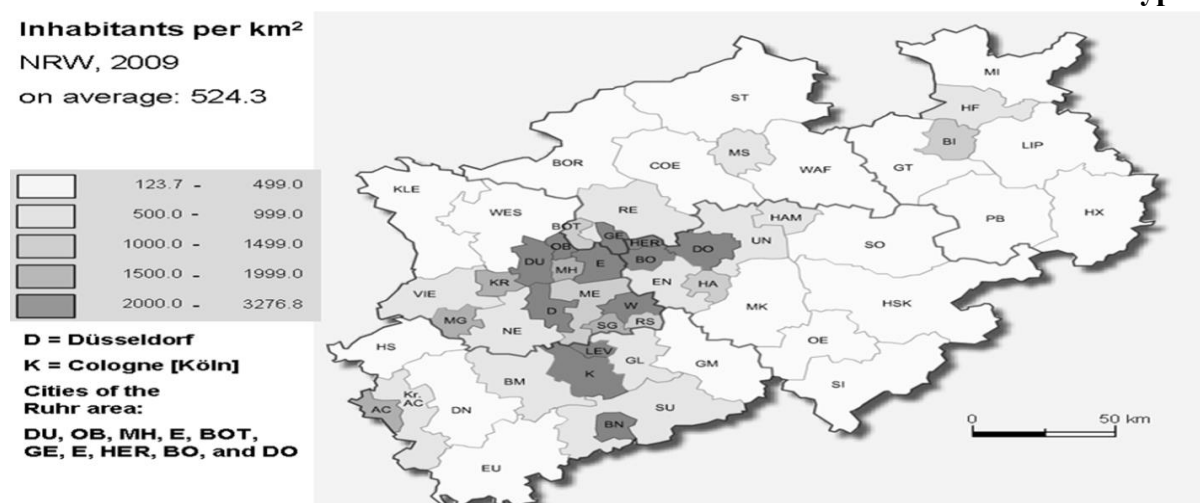 yp
Inhabitants per km²
NRW, 2009
on average: 524.3
123.7 - 499.0
500.0 - 999.0
1000.0 - 1499.0
1500.0 - 1999.0
2000.0 - 3276.8
D = Düsseldorf
K = Cologne [Köln]
Cities of the
Ruhr area:
DU, OB, MH, E, BOT,
GE, E, HER, BO, and DO
MI
ST
HF
BI
LIP
MS
BOR
COE
WAF
GT
KLE
WES
RE
HAM
PB
HX
BOT
GE
HER
DO
UN
SO
OB
DU
MH
E
BO
KR
EN
HA
VIE
ME
MK
HSK
MG
D
W
NE
SG
RS
OE
HS
LEV
K
GL
GM
BM
SI
Kr.
AC
AC
DN
SU
BN
EU
0 50 km